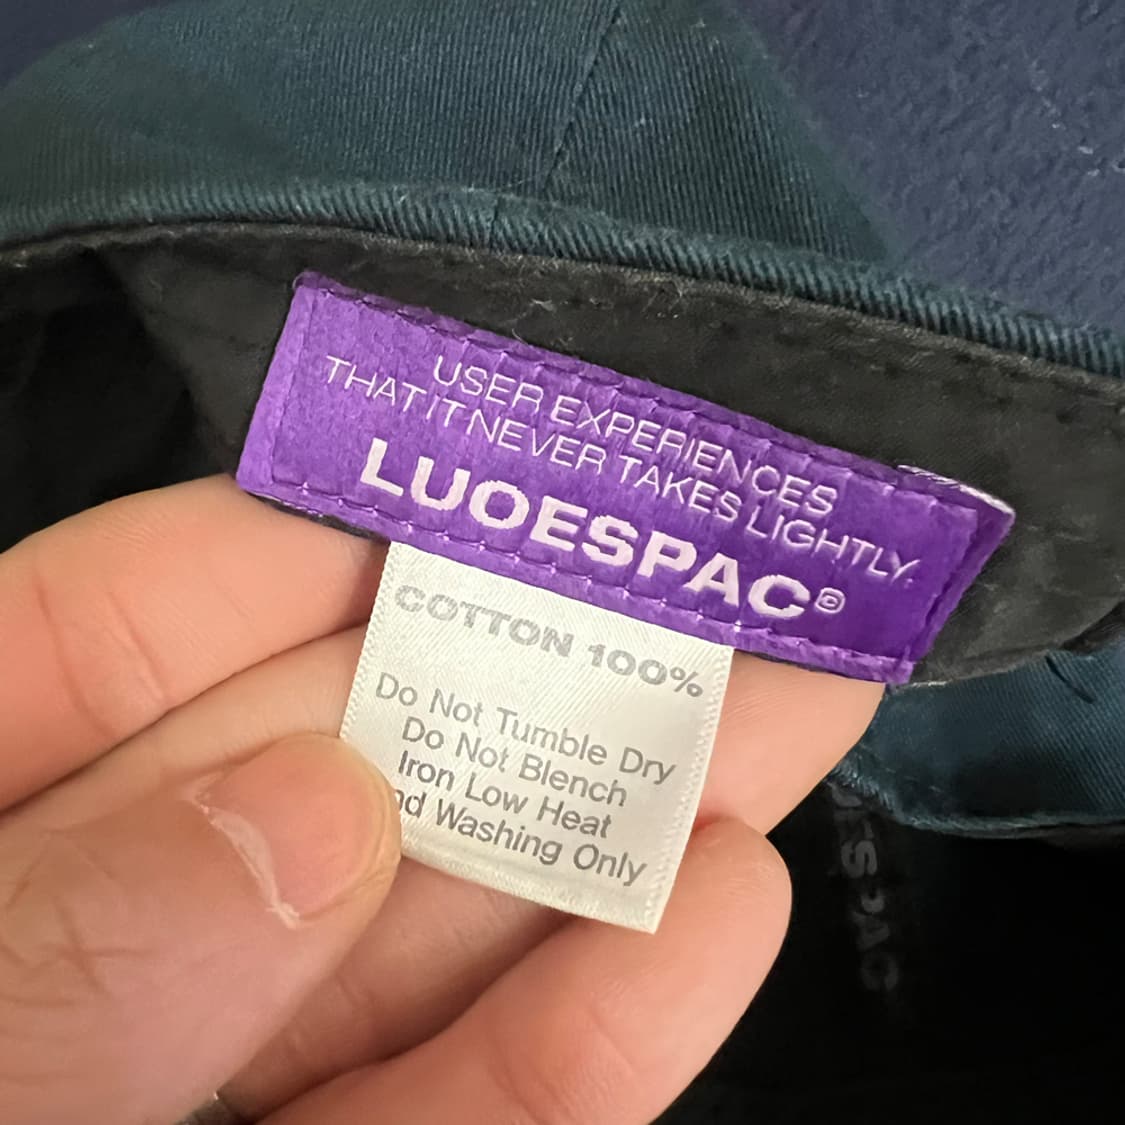 USER EXPERIENCES
THAT IT NEVER TAKES LIGHTLY.
LUOESPAC®
COTTON 100%
Do Not Tumble Dry
Do Not Blench
Iron Low Heat
Washing Only